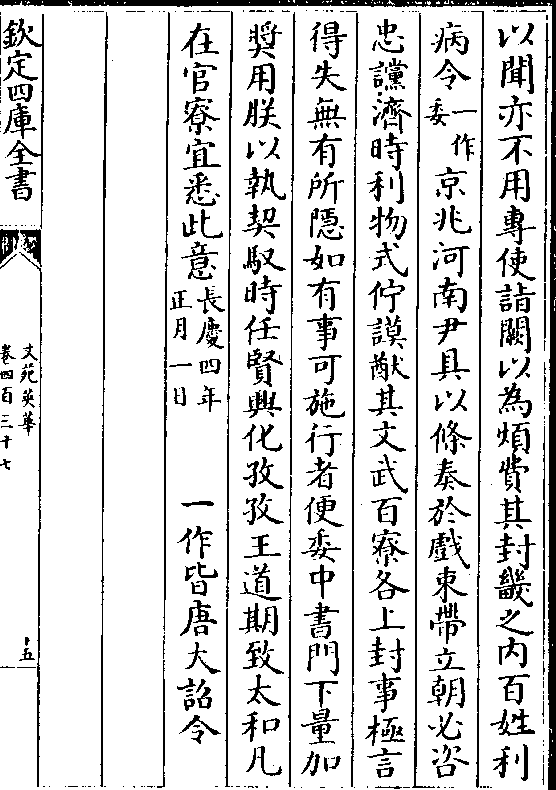 以聞亦不用專使詣闕以為煩費其封畿之内百姓利
病令一作委京兆河南尹具以條奏於戲束帶立朝必咨
忠讜濟時利物式佇謨猷其文武百寮各上封事極言
得失無有所隱如有事可施行者便委中書門下量加
奬用朕以執契馭時任賢興化孜孜王道期致太和凡
在官寮宜悉此意長慶四年正月一日 一作皆唐大詔令
欽定四庫全書
文苑英華
卷四百三十七
十五